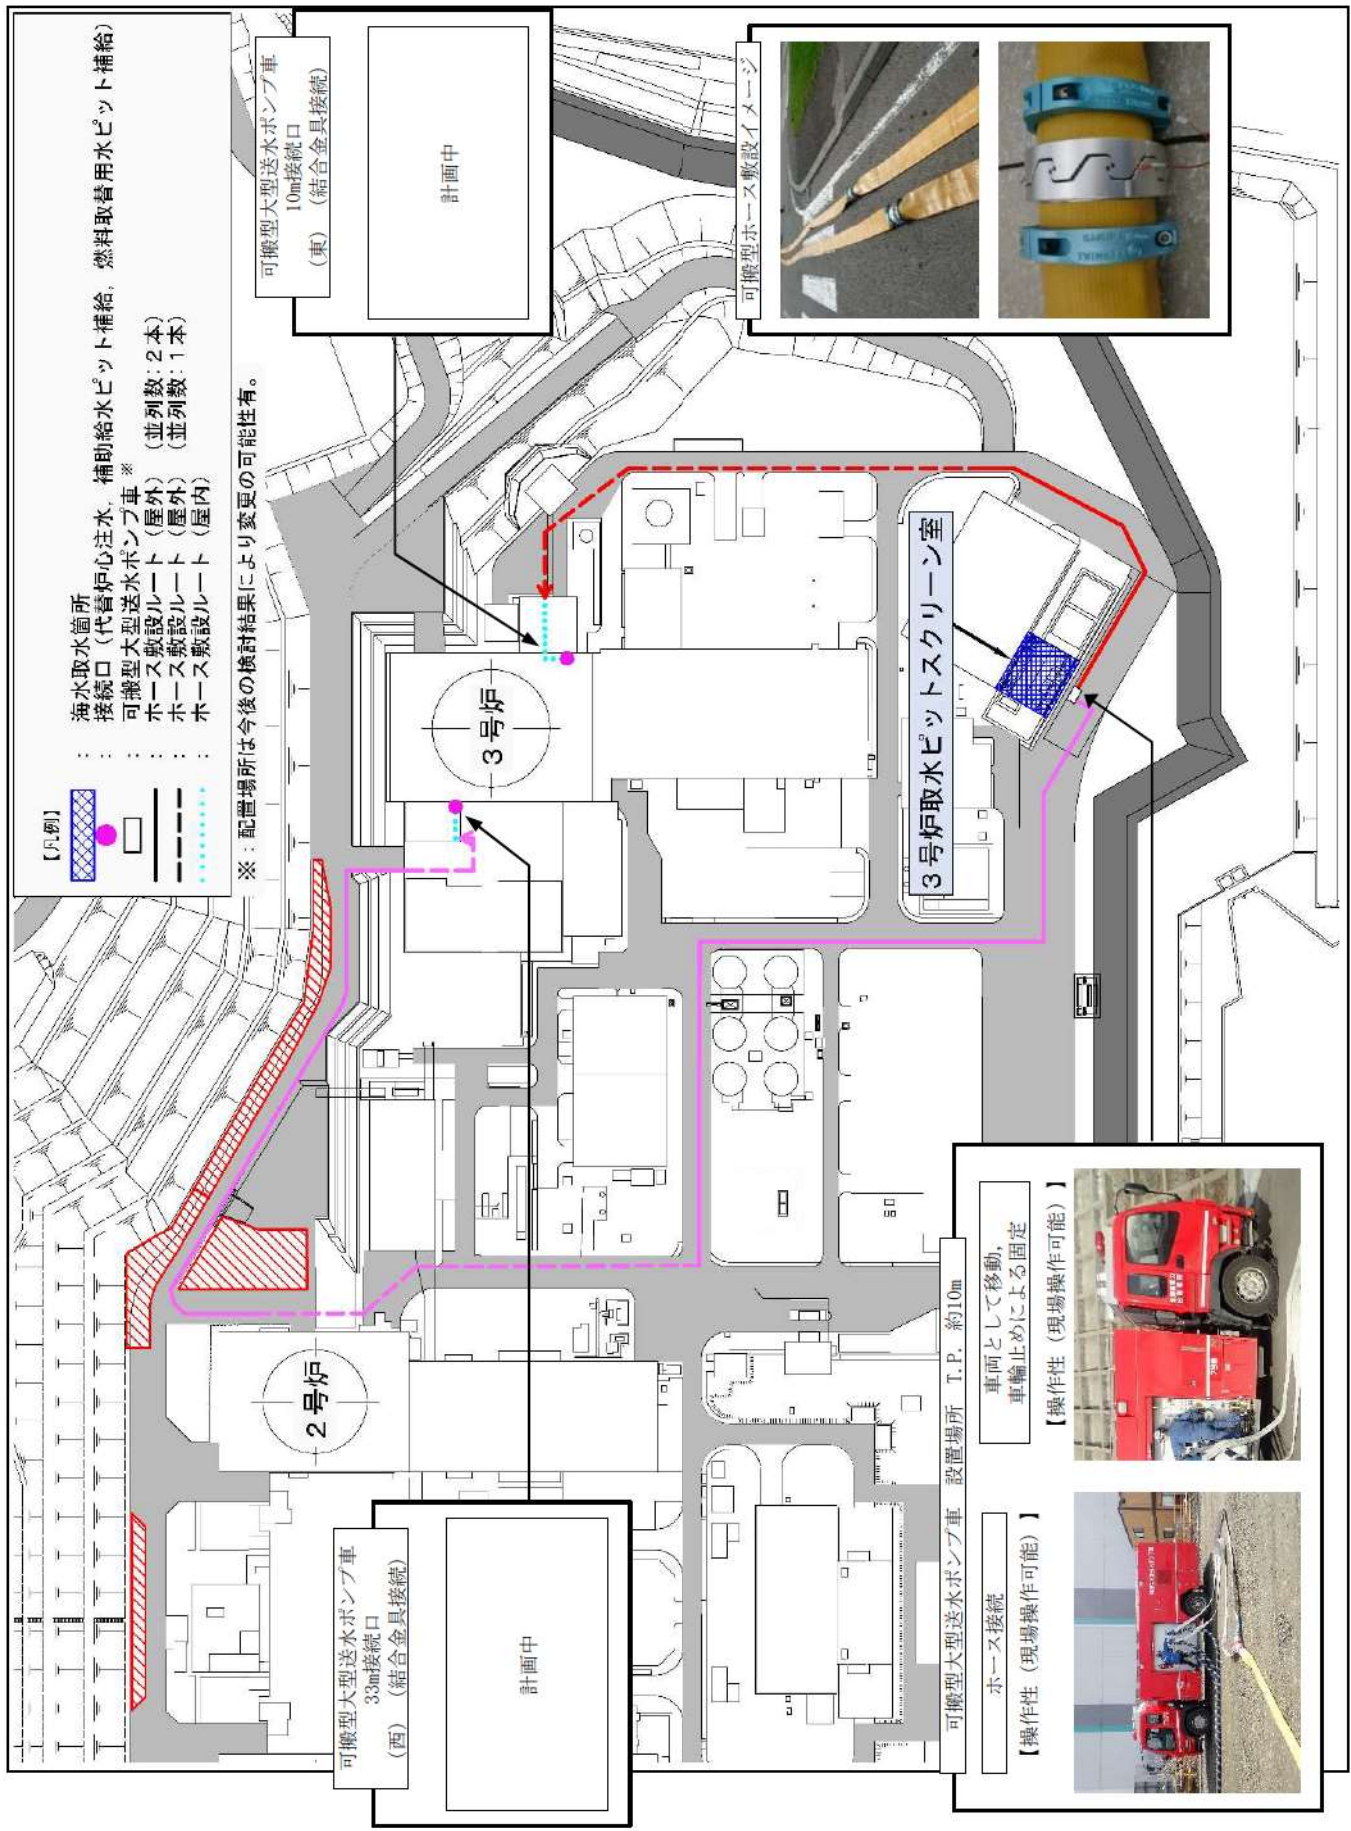 【凡例】
： 海水取水箇所
： 接続口（代替炉心注水，補助給水ピット補給，燃料取替用水ピット補給）
： 可搬型大型送水ポンプ車※
： ホース敷設ルート（屋外）（並列数：２本）
： ホース敷設ルート（屋外）（並列数：１本）
： ホース敷設ルート（屋内）
※：配置場所は今後の検討結果により変更の可能性有。
可搬型大型送水ポンプ車
10m接続口
（東）（結合金具接続）
計画中
可搬型ホース敷設イメージ
３号炉
３号炉取水ピットスクリーン室
２号炉
可搬型大型送水ポンプ車
33m接続口
（西）（結合金具接続）
計画中
可搬型大型送水ポンプ車　設置場所　T.P. 約10m
ホース接続
【操作性（現場操作可能）】
車両として移動，
車輪止めによる固定
【操作性（現場操作可能）】